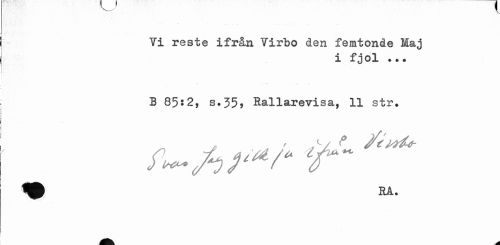 Vi reste ifrån Virbo den femtonde Maj
i fjol ...
B 85:2, s.35, Rallarevisa, 11 str.
Svar Jag gick ju ifrån Virsbo
RA.